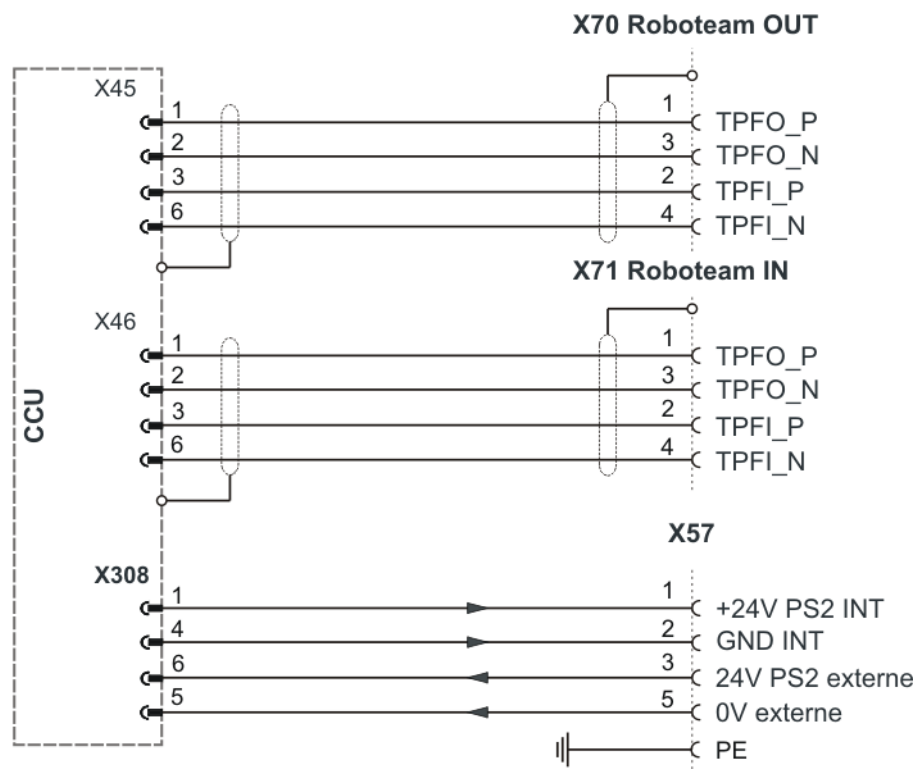 X70 Roboteam OUT
X45
1 1 TPFO_P
2 3 TPFO_N
3 2 TPFI_P
6 4 TPFI_N
X71 Roboteam IN
X46
1 1 TPFO_P
2 3 TPFO_N
3 2 TPFI_P
6 4 TPFI_N
CCU
X57
X308
1 1 +24V PS2 INT
4 2 GND INT
6 3 24V PS2 externe
5 5 0V externe
PE